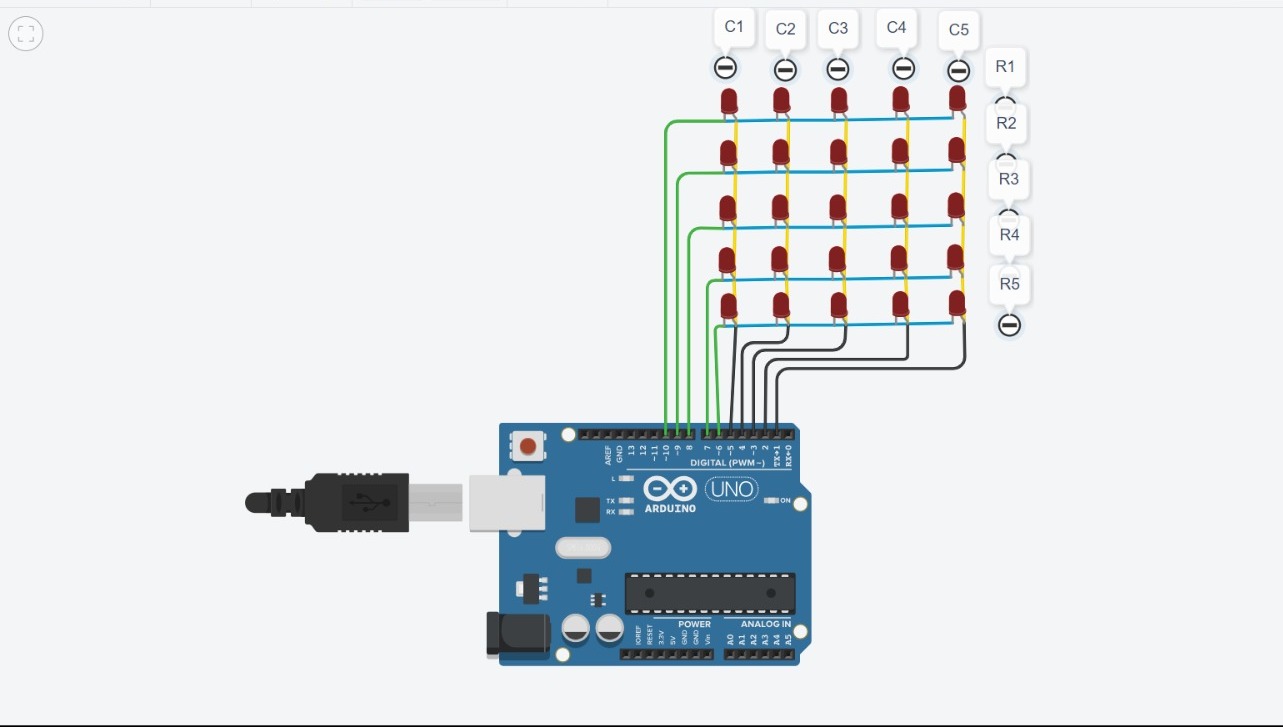 C1
C2
C3
C4
C5
R1
R2
R3
R4
R5
AREF
GND
13
12
~11
~10
~9
8
7
~6
~5
4
~3
2
TX→1
RX←0
DIGITAL (PWM~)
L
TX
RX
ARDUINO
UNO
ON
POWER
ANALOG IN
IOREF
RESET
3.3V
5V
GND
GND
Vin
A0
A1
A2
A3
A4
A5